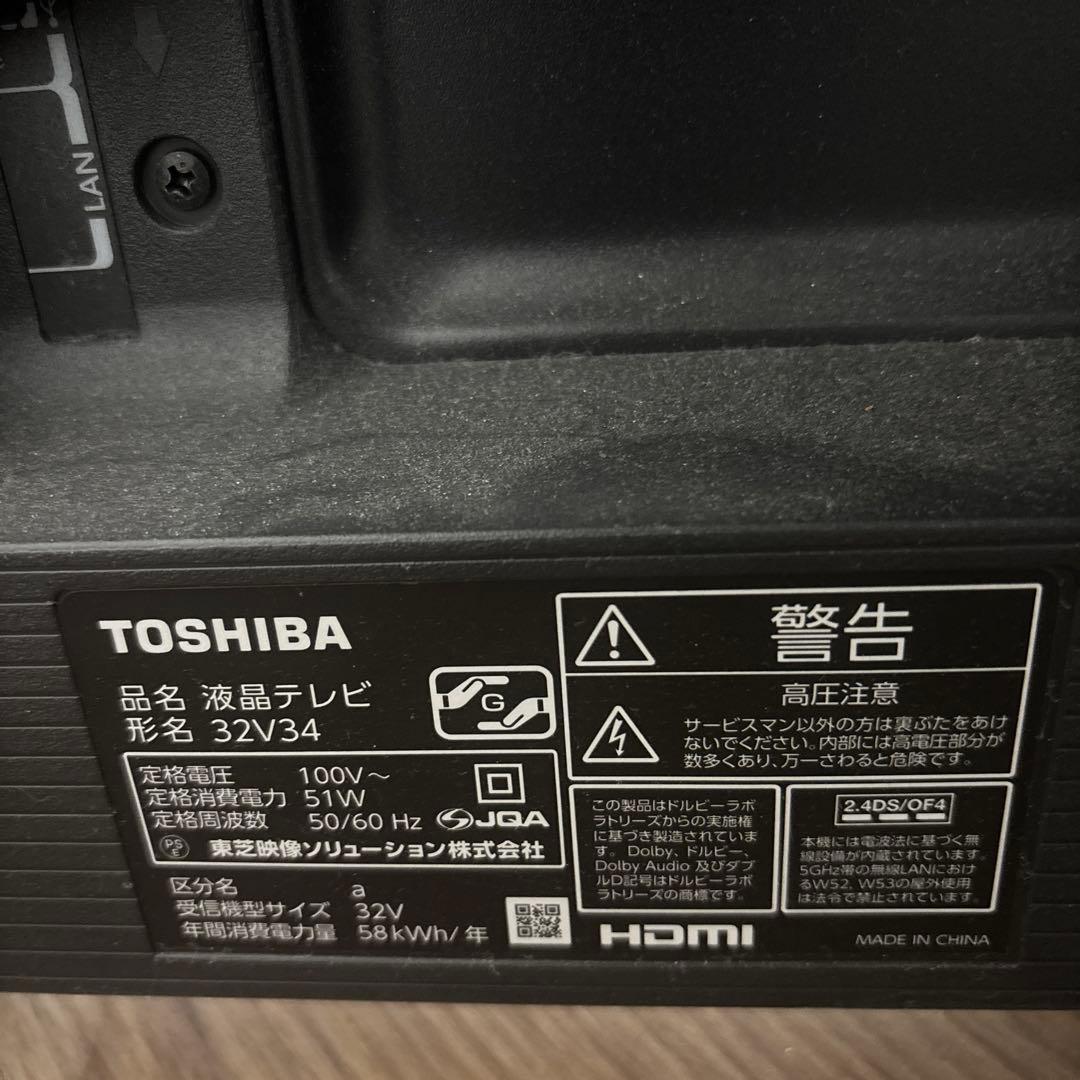 LAN
TOSHIBA
品名 液晶テレビ
形名 32V34
G
定格電圧 100V～
定格消費電力 51W
定格周波数 50/60 Hz
JQA
PS
E
東芝映像ソリューション株式会社
区分名 a
受信機型サイズ 32V
年間消費電力量 58kWh/年
警告
高圧注意
サービスマン以外の方は裏ぶたをあけ
ないでください。内部には高電圧部分が
数多くあり、万一さわると危険です。
この製品はドルビーラボ
ラトリーズからの実施権
に基づき製造されていま
す。Dolby、ドルビー、
Dolby Audio 及びダブ
ルD記号はドルビーラボ
ラトリーズの商標です。
2.4DS/OF4
本機には電波法に基づく無
線設備が内蔵されています。
5GHz帯の無線LANにおけ
るW52、W53の屋外使用
は法令で禁止されています。
HDMI
MADE IN CHINA